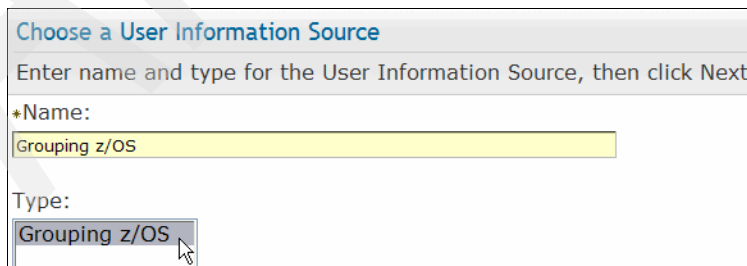 Choose a User Information Source
Enter name and type for the User Information Source, then click Next
*Name:
Grouping z/OS
Type:
Grouping z/OS